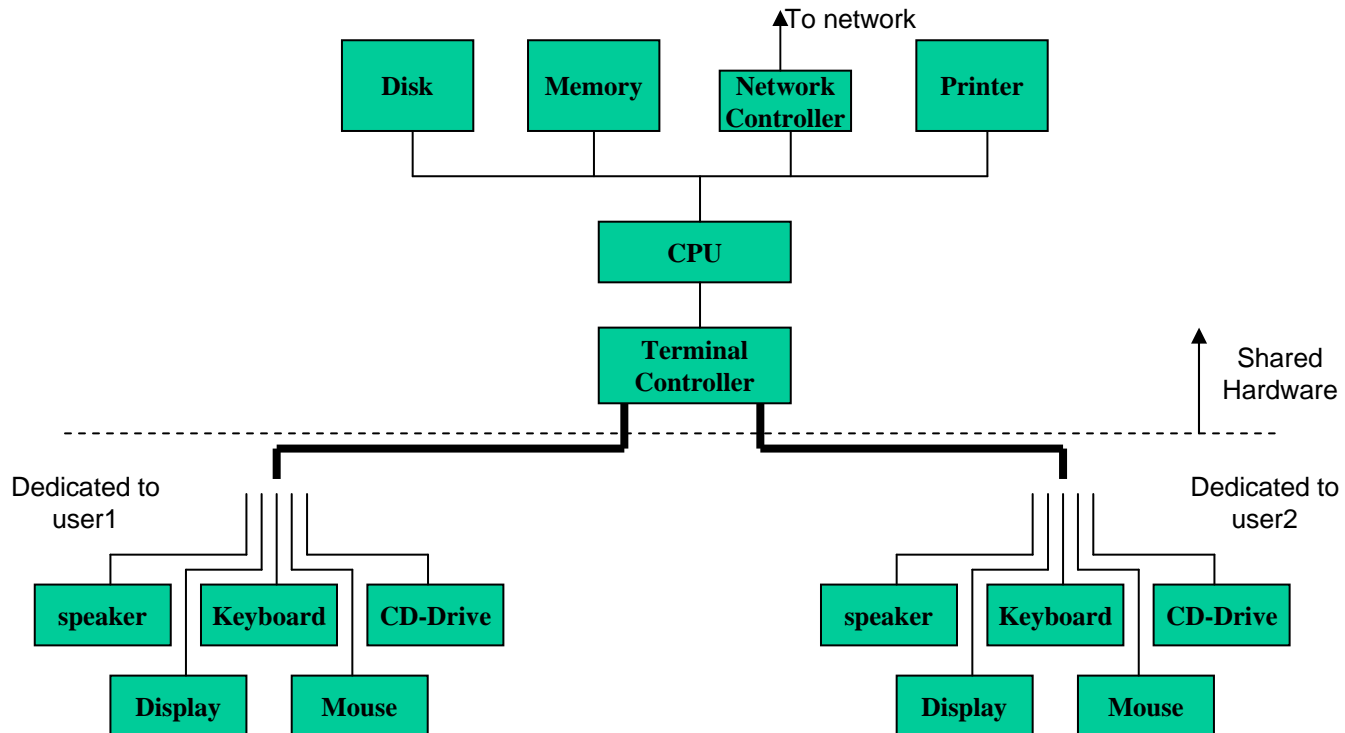 To network
Disk
Memory
Network
Controller
Printer
CPU
Terminal
Controller
Shared
Hardware
Dedicated to
user1
Dedicated to
user2
speaker
Keyboard
CD-Drive
speaker
Keyboard
CD-Drive
Display
Mouse
Display
Mouse